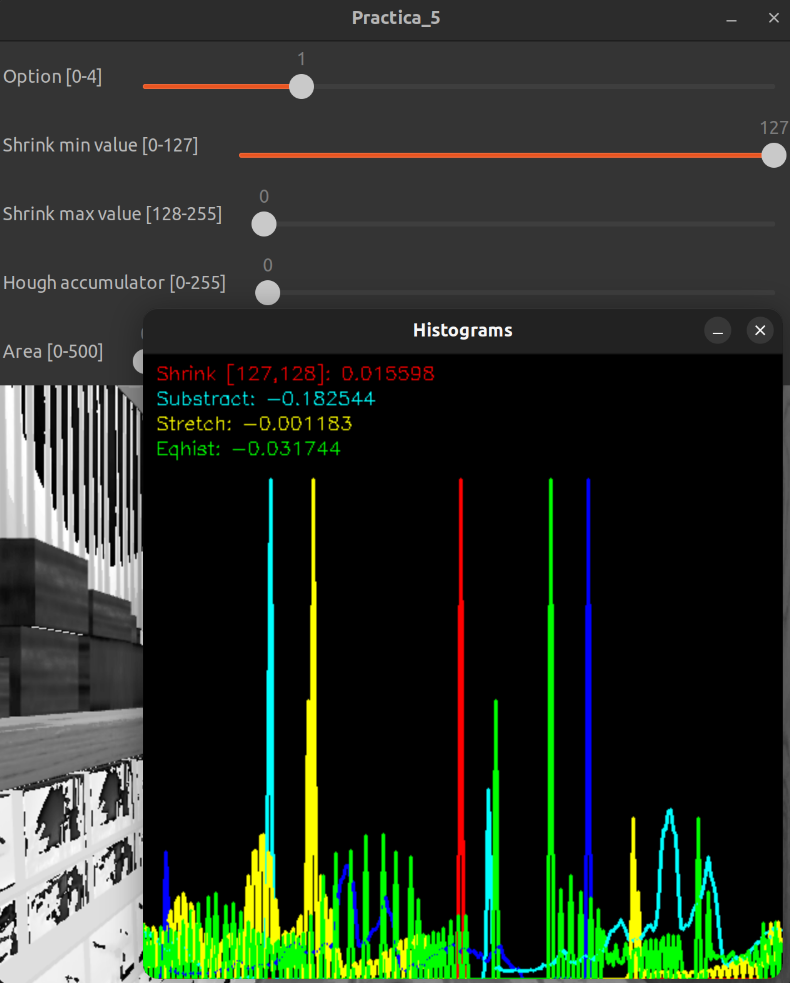 Practica_5
1
Option [0-4]
127
Shrink min value [0-127]
0
Shrink max value [128-255]
0
Hough accumulator [0-255]
Histograms
Area [0-500]
Shrink [127,128]: 0.015598
Substract: -0.182544
Stretch: -0.001183
Eqhist: -0.031744